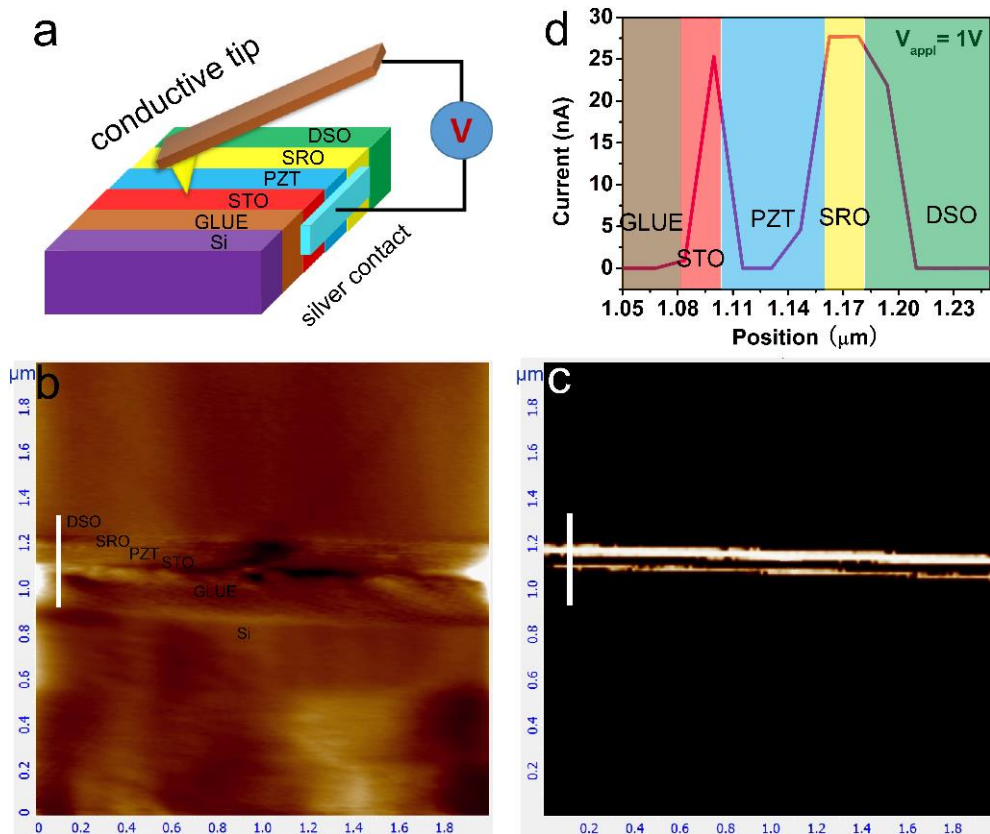 a
conductive tip
DSO
SRO
PZT
STO
GLUE
Si
V
silver contact
d
Current (nA)
30
25
20
15
10
5
0
V appl = 1V
GLUE
STO
PZT
SRO
DSO
1.05 1.08 1.11 1.14 1.17 1.20 1.23
Position (μm)
b
μm
1.8
1.6
1.4
1.2
1.0
0.8
0.6
0.4
0.2
0
DSO
SRO
PZT
STO
GLUE
Si
0 0.2 0.4 0.6 0.8 1.0 1.2 1.4 1.6 1.8
c
μm
1.8
1.6
1.4
1.2
1.0
0.8
0.6
0.4
0.2
0.2 0.4 0.6 0.8 1.0 1.2 1.4 1.6 1.8